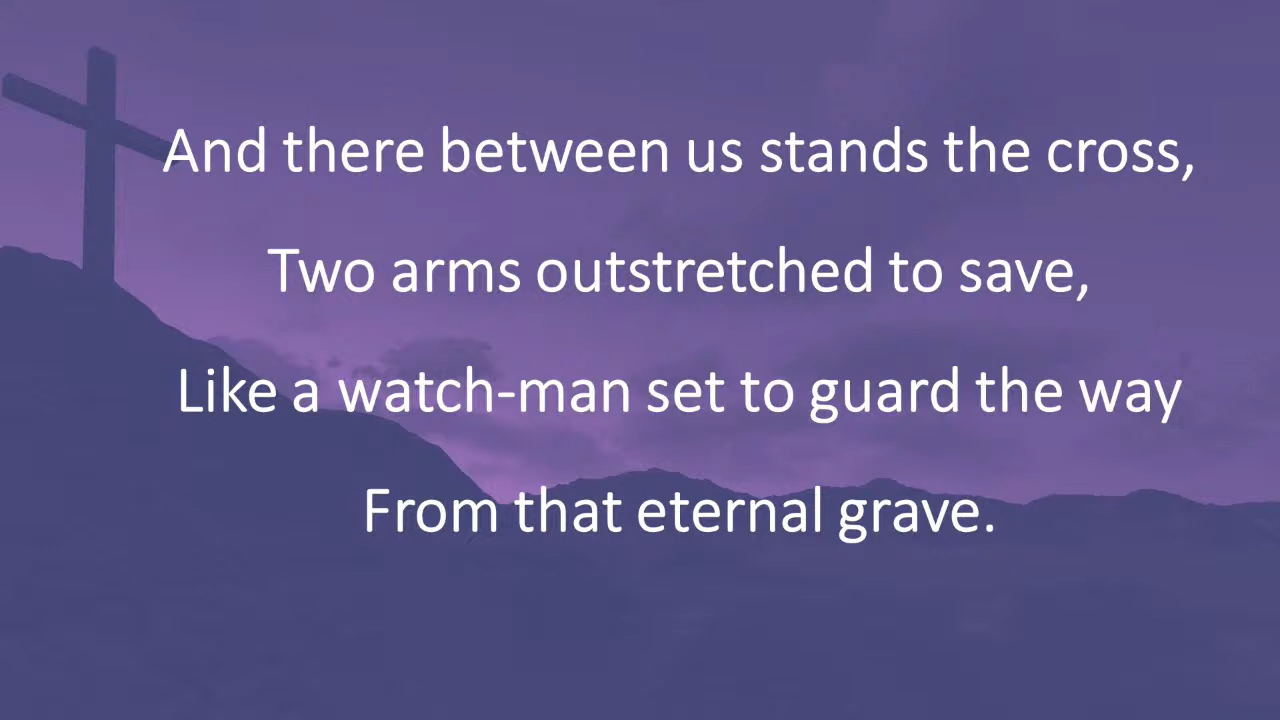 And there between us stands the cross,
Two arms outstretched to save,
Like a watch-man set to guard the way
From that eternal grave.